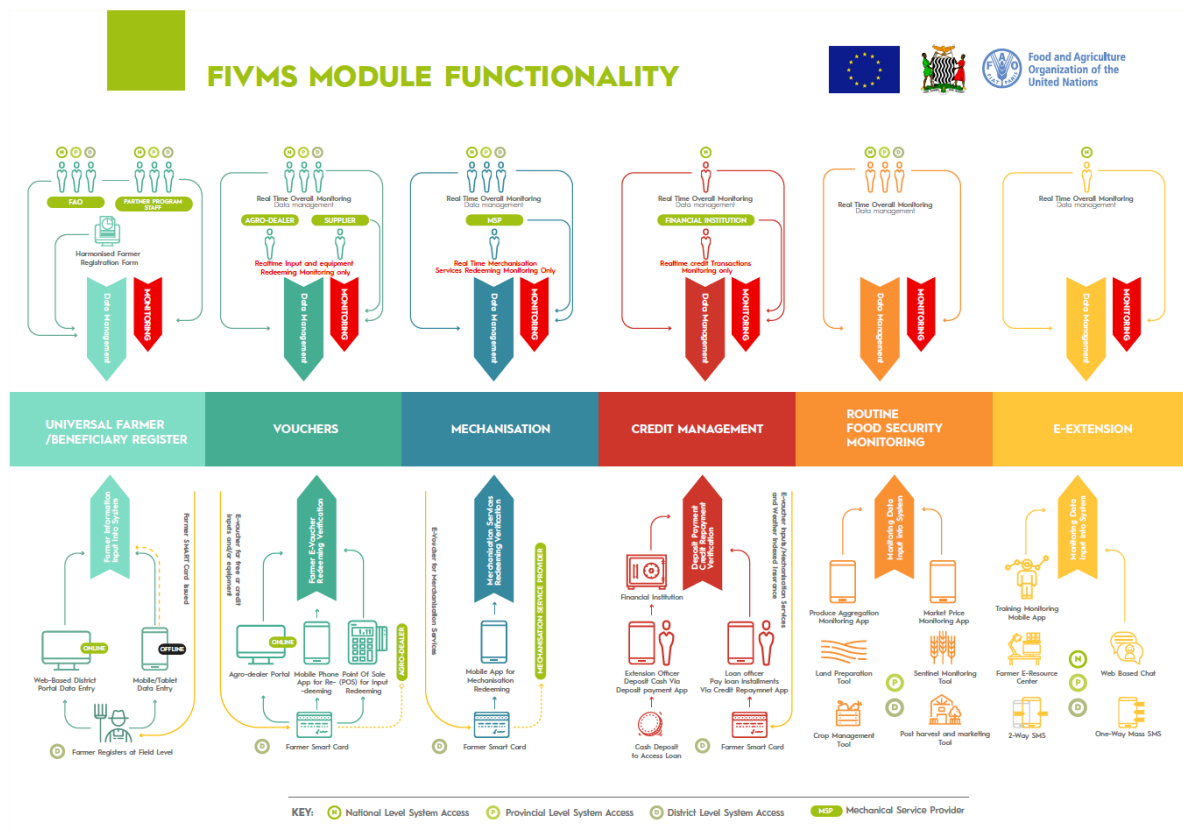 FIVMS MODULE FUNCTIONALITY
Food and Agriculture
Organization of the
United Nations
N P D
N P D
FAO
PARTNER PROGRAM
STAFF
Harmonised Farmer
Registration Form
Data Management
MONITORING
N P D
Real Time Overall Monitoring
Data management
AGRO-DEALER
SUPPLIER
Realtime Input and equipment
Redeeming Monitoring only
Data Management
MONITORING
N P D
Real Time Overall Monitoring
Data management
MSP
Real Time Merchanisation
Services Redeeming Monitoring Only
Data Management
MONITORING
N
Real Time Overall Monitoring
Data management
FINANCIAL INSTITUTION
Realtime credit Transactions
Monitoring only
Data Management
MONITORING
N P D
Real Time Overall Monitoring
Data management
Data Management
MONITORING
N
Real Time Overall Monitoring
Data management
Data Management
MONITORING
UNIVERSAL FARMER
/BENEFICIARY REGISTER
VOUCHERS
MECHANISATION
CREDIT MANAGEMENT
ROUTINE
FOOD SECURITY
MONITORING
E-EXTENSION
Farmer Information
Input Into System
Farmer SMART Card Issued
ONLINE
OFFLINE
Web-Based District
Portal Data Entry
Mobile/Tablet
Data Entry
D
Farmer Registers at Field Level
E-voucher for free or credit
inputs and/or equipment
Farmer E-Voucher
Redeeming Verification
ONLINE
1.11
Agro-dealer Portal
Mobile Phone
App for Re-
-deeming
Point Of Sale
(POS) for Input
Redeeming
AGRO-DEALER
D
Farmer Smart Card
E-Voucher for Merchanisation Services
Merchanisation Services
Redeeming Verification
Mobile App for
Mechanisation
Redeeming
MECHANISATION SERVICE PROVIDER
D
Farmer Smart Card
Deposit Payment
Credit Repayment
Verification
Financial Institution
Extension Officer
Deposit Cash Via
Deposit payment App
Cash Deposit
to Access Loan
Loan officer
Pay loan installments
Via Credit Repaymnet App
D
Farmer Smart Card
E-voucher Inputs/Mechanisation Services
and Weather Indexed Insurance
Monitoring Data
Input Into System
Produce Aggregation
Monitoring App
Market Price
Monitoring App
Land Preparation
Tool
Sentinel Monitoring
Tool
P
D
Crop Management
Tool
Post harvest and marketing
Tool
Monitoring Data
Input Into System
Training Monitoring
Mobile App
Farmer E-Resource
Center
N
P
D
Web Based Chat
2-Way SMS
One-Way Mass SMS
KEY: N National Level System Access P Provincial Level System Access D District Level System Access MSP Mechanical Service Provider